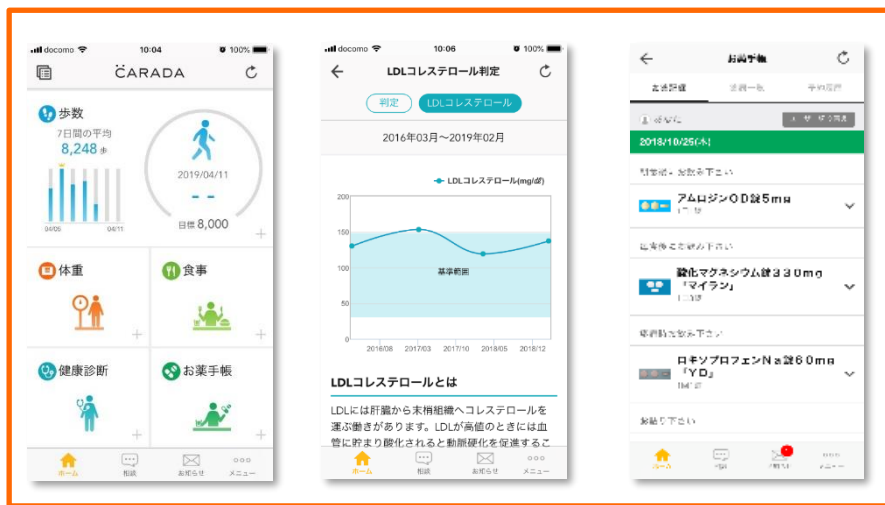 docomo 10:04 100%
CARADA
歩数
7日間の平均
8,248 歩
04/05 04/11
2019/04/11
--
目標 8,000
体重
食事
健康診断
お薬手帳
ホーム 相談 お知らせ メニュー
docomo 10:06 100%
LDLコレステロール判定
判定 LDLコレステロール
2016年03月～2019年02月
LDLコレステロール(mg/㎗)
200
150
100
50
0
基準範囲
2016/08 2017/03 2017/10 2018/05 2018/12
LDLコレステロールとは
LDLには肝臓から末梢組織へコレステロールを
運ぶ働きがあります。LDLが高値のときには血
管に貯まり酸化されると動脈硬化を促進するこ
ホーム 相談 お知らせ メニュー
お薬手帳
2018/10/25(木)
アムロジンOD錠5mg
酸化マグネシウム錠330mg
「マイラン」
ロキソプロフェンNa錠60mg
「YD」
お貼り下さい
ホーム 相談 メニュー